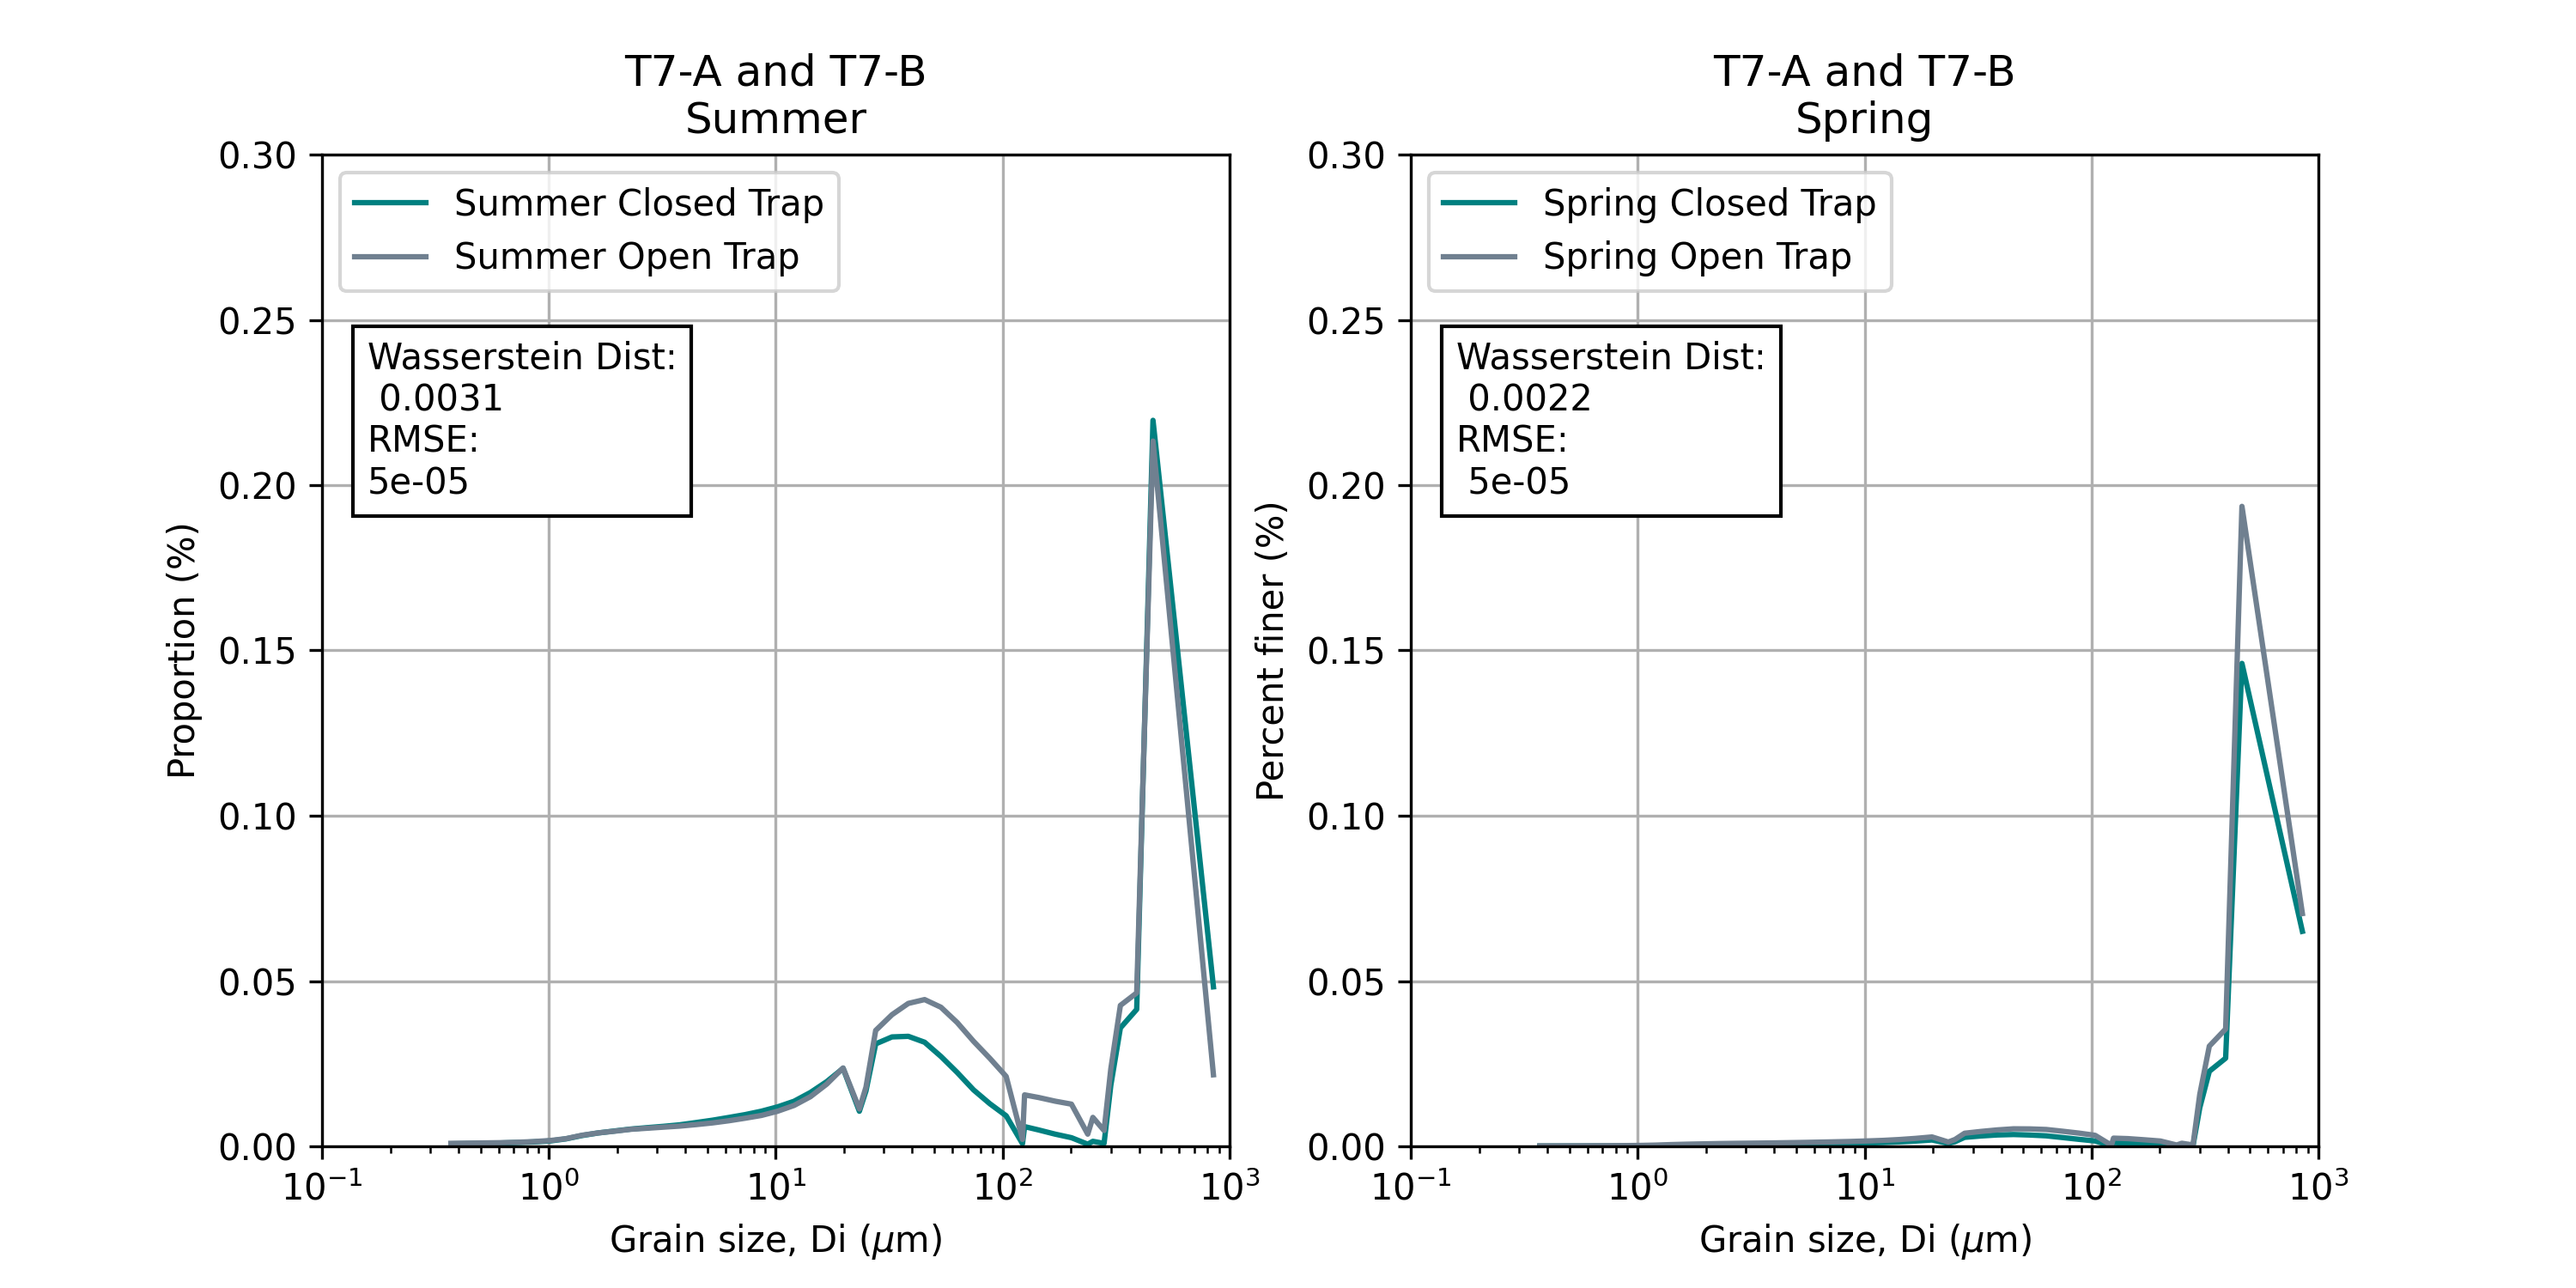 T7-A and T7-B
Summer
0.30
0.25
0.20
0.15
0.10
0.05
0.00
Proportion (%)
Summer Closed Trap
Summer Open Trap
Wasserstein Dist:
0.0031
RMSE:
5e-05
10⁻¹
10⁰
10¹
10²
10³
Grain size, Di (μm)
T7-A and T7-B
Spring
0.30
0.25
0.20
0.15
0.10
0.05
0.00
Percent finer (%)
Spring Closed Trap
Spring Open Trap
Wasserstein Dist:
0.0022
RMSE:
5e-05
10⁻¹
10⁰
10¹
10²
10³
Grain size, Di (μm)